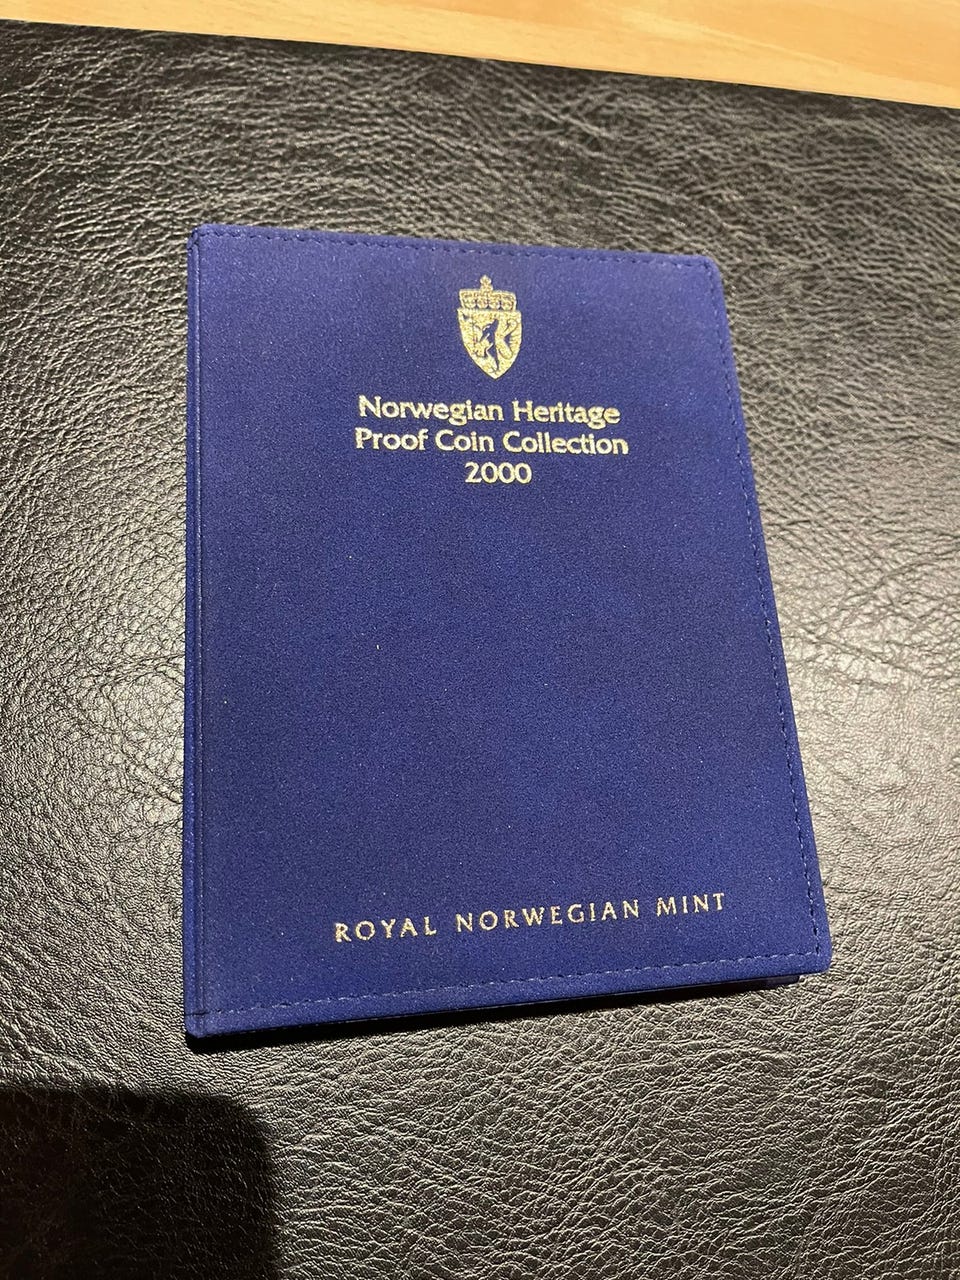 Norwegian Heritage
Proof Coin Collection
2000
ROYAL NORWEGIAN MINT